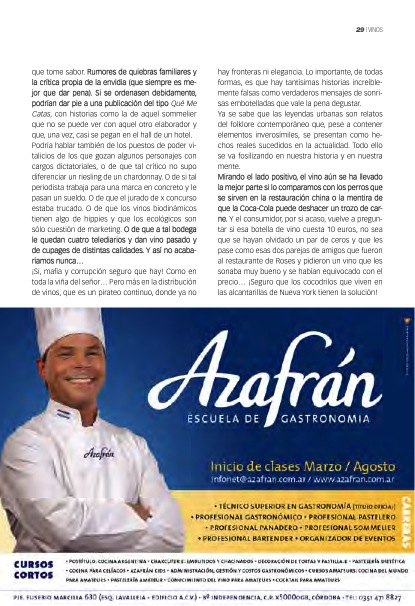 29 | VINOS
que tome sabor. Rumores de quiebras familiares y
la crítica propia de la envidia (que siempre es me-
jor que dar pena). Si se ordenasen debidamente,
podrían dar pie a una publicación del tipo Qué Me
Catas, con historias como la de aquel sommelier
que no se puede ver con aquel otro elaborador y
que, una vez, casi se pegan en el hall de un hotel.
Podría hablar también de los puestos de poder vi-
talicios de los que gozan algunos personajes con
cargos dictatoriales, o de que tal crítico no supo
diferenciar un riesling de un chardonnay. O de si tal
periodista trabaja para una marca en concreto y le
pasan un sueldo. O de que el jurado de x concurso
estaba trucado. O de que los vinos biodinámicos
tienen algo de hippies y que los ecológicos son
sólo cuestión de marketing. O de que a tal bodega
le quedan cuatro telediarios y dan vino pasado y
de cupages de distintas calidades. Y así no acaba-
ríamos nunca…
¡Si, mafia y corrupción seguro que hay! Como en
toda la viña del señor… Pero más en la distribución
de vinos, que es un pirateo continuo, donde ya no
hay fronteras ni elegancia. Lo importante, de todas
formas, es que hay tantísimas historias increíble-
mente falsas como verdaderos mensajes de sonri-
sas embotelladas que vale la pena degustar.
Ya se sabe que las leyendas urbanas son relatos
del folklore contemporáneo que, pese a contener
elementos inverosímiles, se presentan como he-
chos reales sucedidos en la actualidad. Todo ello
se va fosilizando en nuestra historia y en nuestra
mente.
Mirando el lado positivo, el vino aún se ha llevado
la mejor parte si lo comparamos con los perros que
se sirven en la restauración china o la mentira de
que la Coca-Cola puede deshacer un trozo de car-
ne. Y el consumidor, por si acaso, vuelve a pregun-
tar si esa botella de vino cuesta 10 euros, no sea
que se hayan olvidado un par de ceros y que les
pase como esas dos parejas de amigos que fueron
al restaurante de Roses y pidieron un vino que les
sonaba muy bueno y se habían equivocado con el
precio… ¡Seguro que los cocodrilos que viven en
las alcantarillas de Nueva York tienen la solución!
Azafrán
ESCUELA DE GASTRONOMIA
Azafrán
Inicio de clases Marzo / Agosto
infonet@azafran.com.ar / www.azafran.com.ar
CARRERAS
• TÉCNICO SUPERIOR EN GASTRONOMÍA (TÍTULO OFICIAL)
• PROFESIONAL GASTRONÓMICO • PROFESIONAL PASTELERO
• PROFESIONAL PANADERO • PROFESIONAL SOMMELIER
• PROFESIONAL BARTENDER • ORGANIZADOR DE EVENTOS
CURSOS CORTOS
• POSTÍTULO: COCINA ARGENTINA • CHARCUTERIE: EMBUTIDOS Y CHACINADOS • DECORACIÓN DE TORTAS Y PASTILLAJE • DIETÉTICA
• COCINA PARA CELÍACOS • AZAFRÁN KIDS • ADMINISTRACIÓN, GESTIÓN Y COSTOS GASTRONÓMICOS • CURSOS AMATEURS: COCINA DEL MUNDO
PARA AMATEURS • PASTELERÍA AMATEUR • CONOCIMIENTO DEL VINO PARA AMATEURS • COCKTAIL PARA AMATEURS
PJE. EUSEBIO MARCILLA 630 (ESQ. LAVALLEJA • EDIFICIO A.C.V.) • Bº INDEPENDENCIA, C.P. X5000OGB, CÓRDOBA • TEL: 0351 471 8827